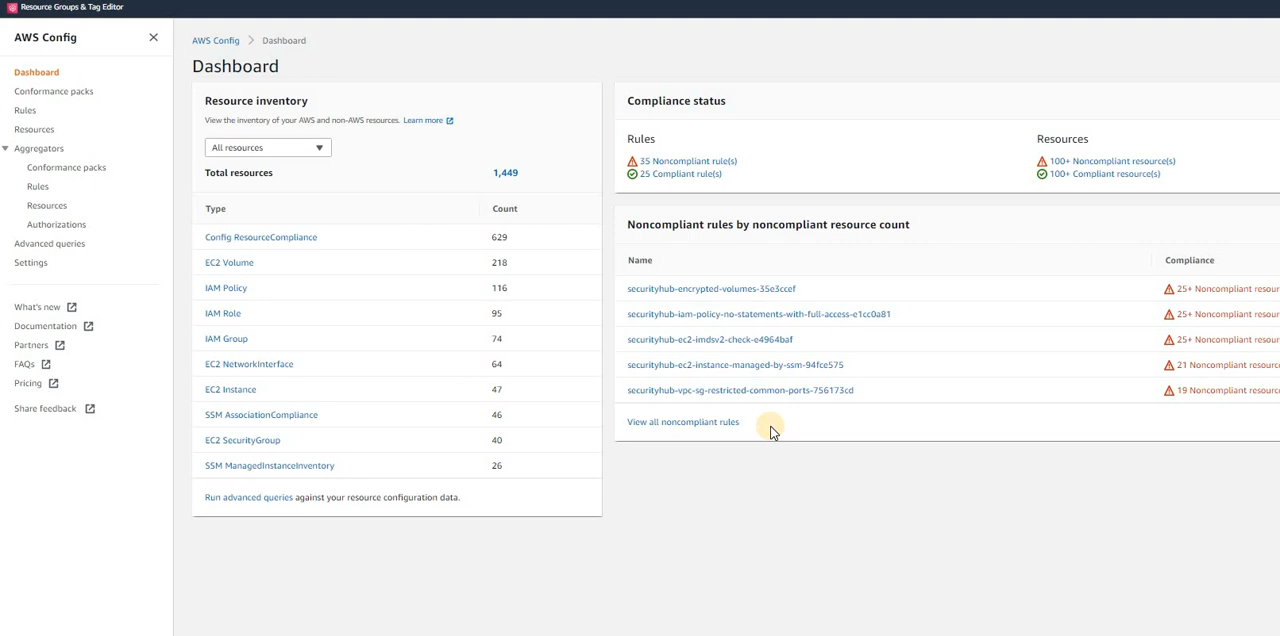 Resource Groups & Tag Editor
AWS Config
Dashboard
Conformance packs
Rules
Resources
Aggregators
Conformance packs
Rules
Resources
Authorizations
Advanced queries
Settings
What's new
Documentation
Partners
FAQs
Pricing
Share feedback
AWS Config > Dashboard
Dashboard
Resource inventory
View the inventory of your AWS and non-AWS resources. Learn more
All resources
Total resources 1,449
Type Count
Config ResourceCompliance 629
EC2 Volume 218
IAM Policy 116
IAM Role 95
IAM Group 74
EC2 NetworkInterface 64
EC2 Instance 47
SSM AssociationCompliance 46
EC2 SecurityGroup 40
SSM ManagedInstanceInventory 26
Run advanced queries against your resource configuration data.
Compliance status
Rules Resources
35 Noncompliant rule(s) 100+ Noncompliant resource(s)
25 Compliant rule(s) 100+ Compliant resource(s)
Noncompliant rules by noncompliant resource count
Name Compliance
securityhub-encrypted-volumes-35e3ccef 25+ Noncompliant resour
securityhub-iam-policy-no-statements-with-full-access-e1cc0a81 25+ Noncompliant resour
securityhub-ec2-imdsv2-check-e4964baf 25+ Noncompliant resour
securityhub-ec2-instance-managed-by-ssm-94fce575 21 Noncompliant resource
securityhub-vpc-sg-restricted-common-ports-756173cd 19 Noncompliant resource
View all noncompliant rules